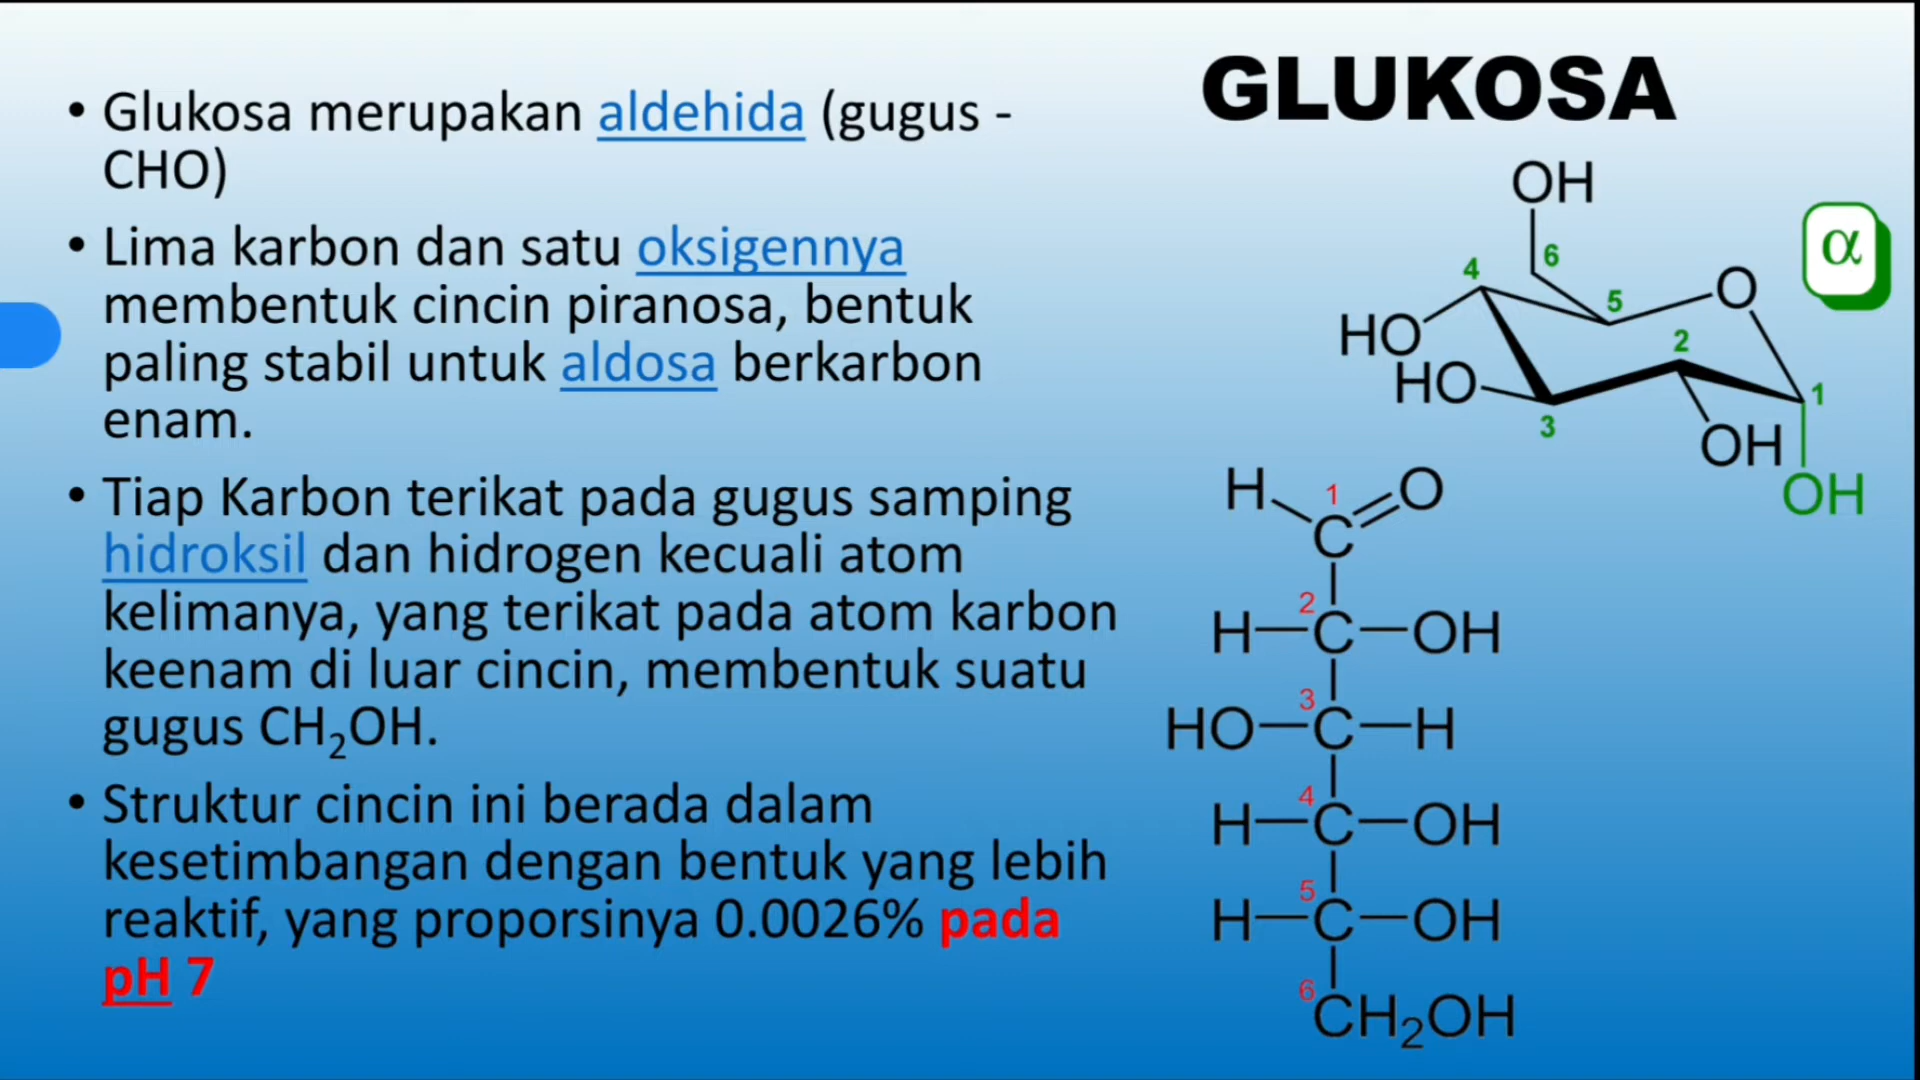 GLUKOSA
• Glukosa merupakan aldehida (gugus -
CHO)
• Lima karbon dan satu oksigennya
membentuk cincin piranosa, bentuk
paling stabil untuk aldosa berkarbon
enam.
• Tiap Karbon terikat pada gugus samping
hidroksil dan hidrogen kecuali atom
kelimanya, yang terikat pada atom karbon
keenam di luar cincin, membentuk suatu
gugus CH₂OH.
• Struktur cincin ini berada dalam
kesetimbangan dengan bentuk yang lebih
reaktif, yang proporsinya 0.0026% pada
pH 7
OH
α
6
4
5
O
HO
2
HO
1
3
OH
OH
H 1 O
C
2
H C OH
3
HO C H
4
H C OH
5
H C OH
6
CH₂OH